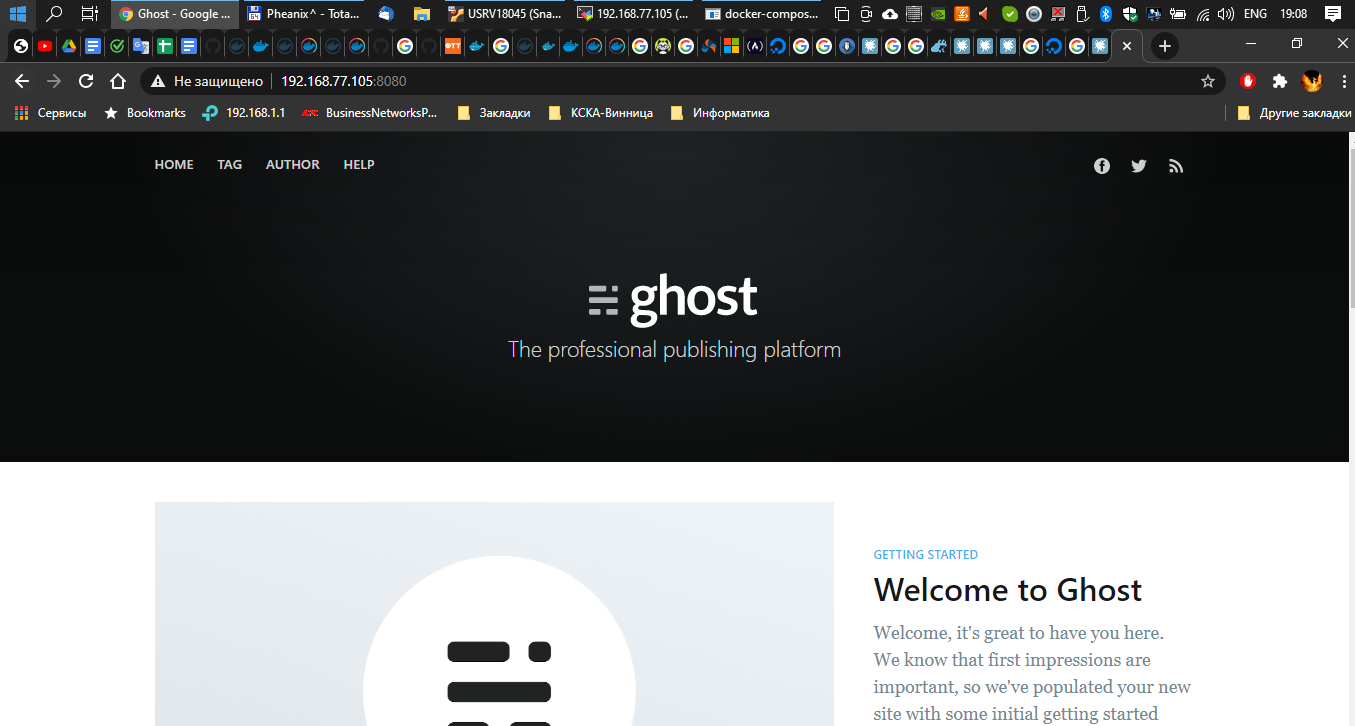 Ghost - Google ...
Pheanix^ - Tota...
USRV18045 (Sna...
192.168.77.105 (...
docker-compos...
ENG
19:08
Не защищено
192.168.77.105:8080
Сервисы
Bookmarks
192.168.1.1
BusinessNetworksP...
Закладки
КСКА-Винница
Информатика
Другие закладки
HOME
TAG
AUTHOR
HELP
ghost
The professional publishing platform
GETTING STARTED
Welcome to Ghost
Welcome, it's great to have you here.
We know that first impressions are
important, so we've populated your new
site with some initial getting started